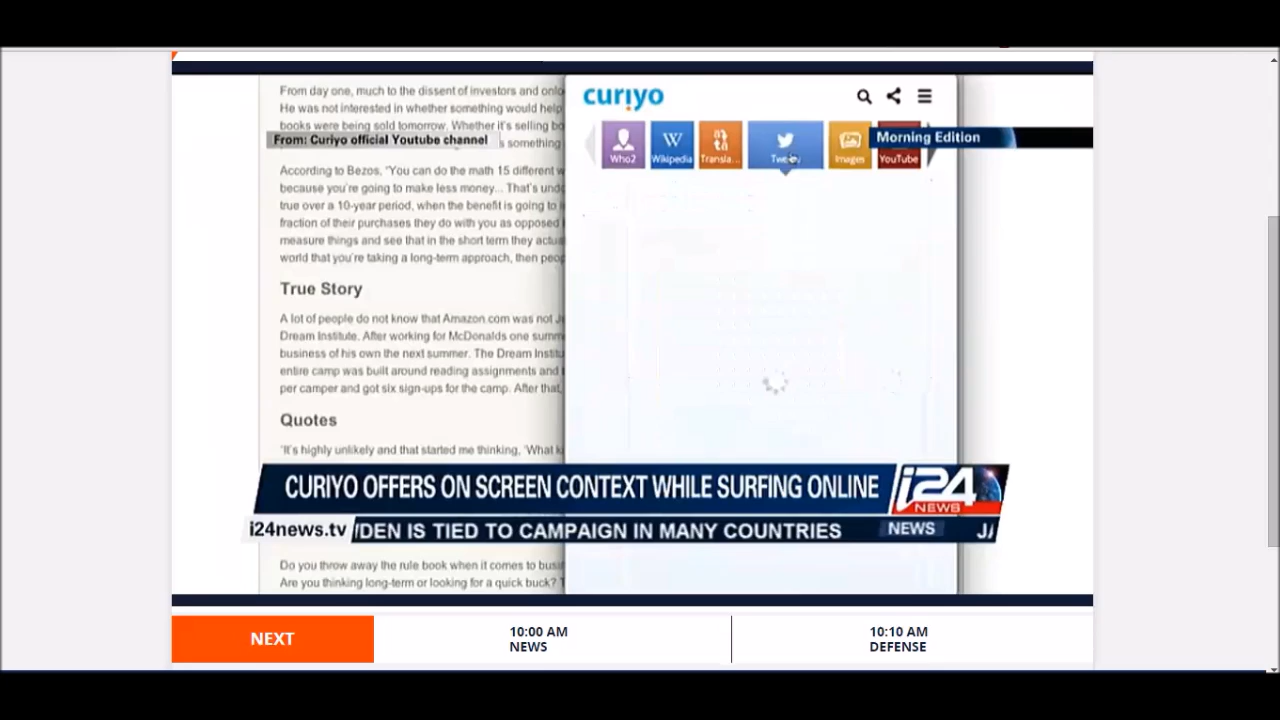 From day one, much to the dissent of investors and onlo
He was not interested in whether something would help
books were being sold tomorrow. Whether it's selling bo
From: Curiyo official Youtube channel
s something
According to Bezos, "You can do the math 15 different w
because you're going to make less money... That's undo
true over a 10-year period, when the benefit is going to
fraction of their purchases they do with you as opposed
measure things and see that in the short term they actu
world that you're taking a long-term approach, then peop
True Story
A lot of people do not know that Amazon.com was not J
Dream Institute. After working for McDonalds one summ
business of his own the next summer. The Dream Institu
entire camp was built around reading assignments and
per camper and got six sign-ups for the camp. After that,
Quotes
"It's highly unlikely and that started me thinking, 'What k
curiyo
Who2
Wikipedia
Transla...
Images
YouTube
Morning Edition
CURIYO OFFERS ON SCREEN CONTEXT WHILE SURFING ONLINE
i24 NEWS
i24news.tv
IDEN IS TIED TO CAMPAIGN IN MANY COUNTRIES NEWS JA
Do you throw away the rule book when it comes to busi
Are you thinking long-term or looking for a quick buck? T
NEXT
10:00 AM
NEWS
10:10 AM
DEFENSE